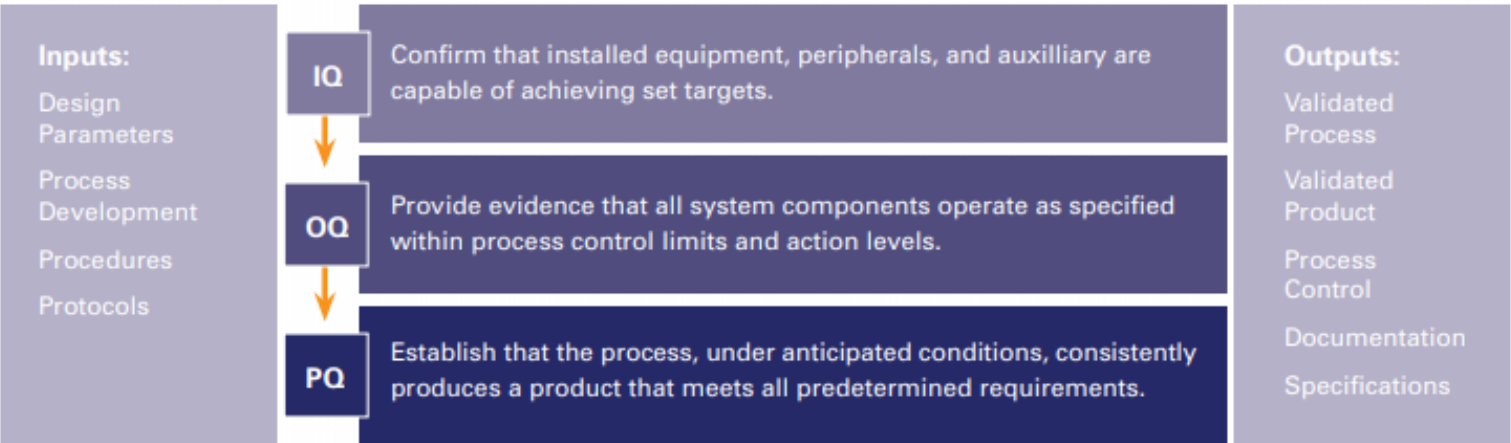 Inputs:
Design
Parameters
Process
Development
Procedures
Protocols
IQ
Confirm that installed equipment, peripherals, and auxilliary are
capable of achieving set targets.
OQ
Provide evidence that all system components operate as specified
within process control limits and action levels.
PQ
Establish that the process, under anticipated conditions, consistently
produces a product that meets all predetermined requirements.
Outputs:
Validated
Process
Validated
Product
Process
Control
Documentation
Specifications